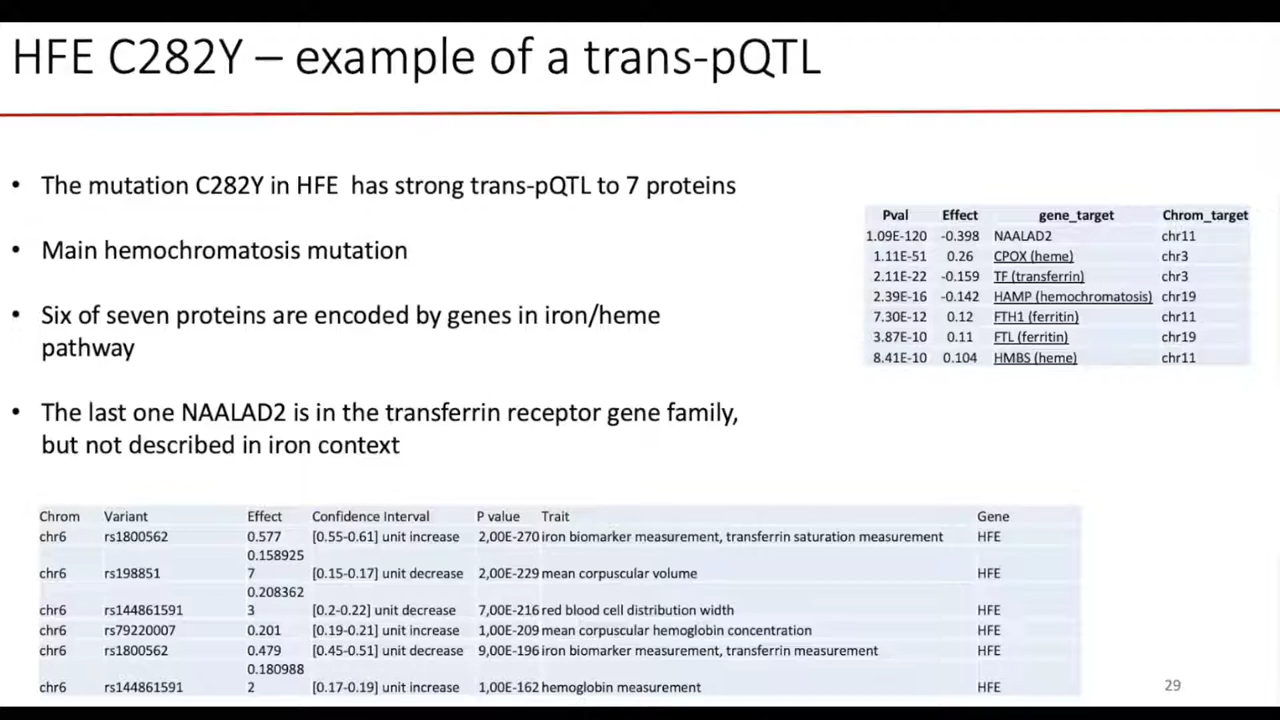 HFE C282Y – example of a trans-pQTL
• The mutation C282Y in HFE has strong trans-pQTL to 7 proteins
• Main hemochromatosis mutation
• Six of seven proteins are encoded by genes in iron/heme
pathway
• The last one NAALAD2 is in the transferrin receptor gene family,
but not described in iron context
Pval Effect gene_target Chrom_target
1.09E-120 -0.398 NAALAD2 chr11
1.11E-51 0.26 CPOX (heme) chr3
2.11E-22 -0.159 TF (transferrin) chr3
2.39E-16 -0.142 HAMP (hemochromatosis) chr19
7.30E-12 0.12 FTH1 (ferritin) chr11
3.87E-10 0.11 FTL (ferritin) chr19
8.41E-10 0.104 HMBS (heme) chr11
Chrom Variant Effect Confidence Interval P value Trait Gene
chr6 rs1800562 0.577 [0.55-0.61] unit increase 2,00E-270 iron biomarker measurement, transferrin saturation measurement HFE
0.158925
chr6 rs198851 7 [0.15-0.17] unit decrease 2,00E-229 mean corpuscular volume HFE
0.208362
chr6 rs144861591 3 [0.2-0.22] unit decrease 7,00E-216 red blood cell distribution width HFE
chr6 rs79220007 0.201 [0.19-0.21] unit increase 1,00E-209 mean corpuscular hemoglobin concentration HFE
chr6 rs1800562 0.479 [0.45-0.51] unit decrease 9,00E-196 iron biomarker measurement, transferrin measurement HFE
0.180988
chr6 rs144861591 2 [0.17-0.19] unit increase 1,00E-162 hemoglobin measurement HFE
29